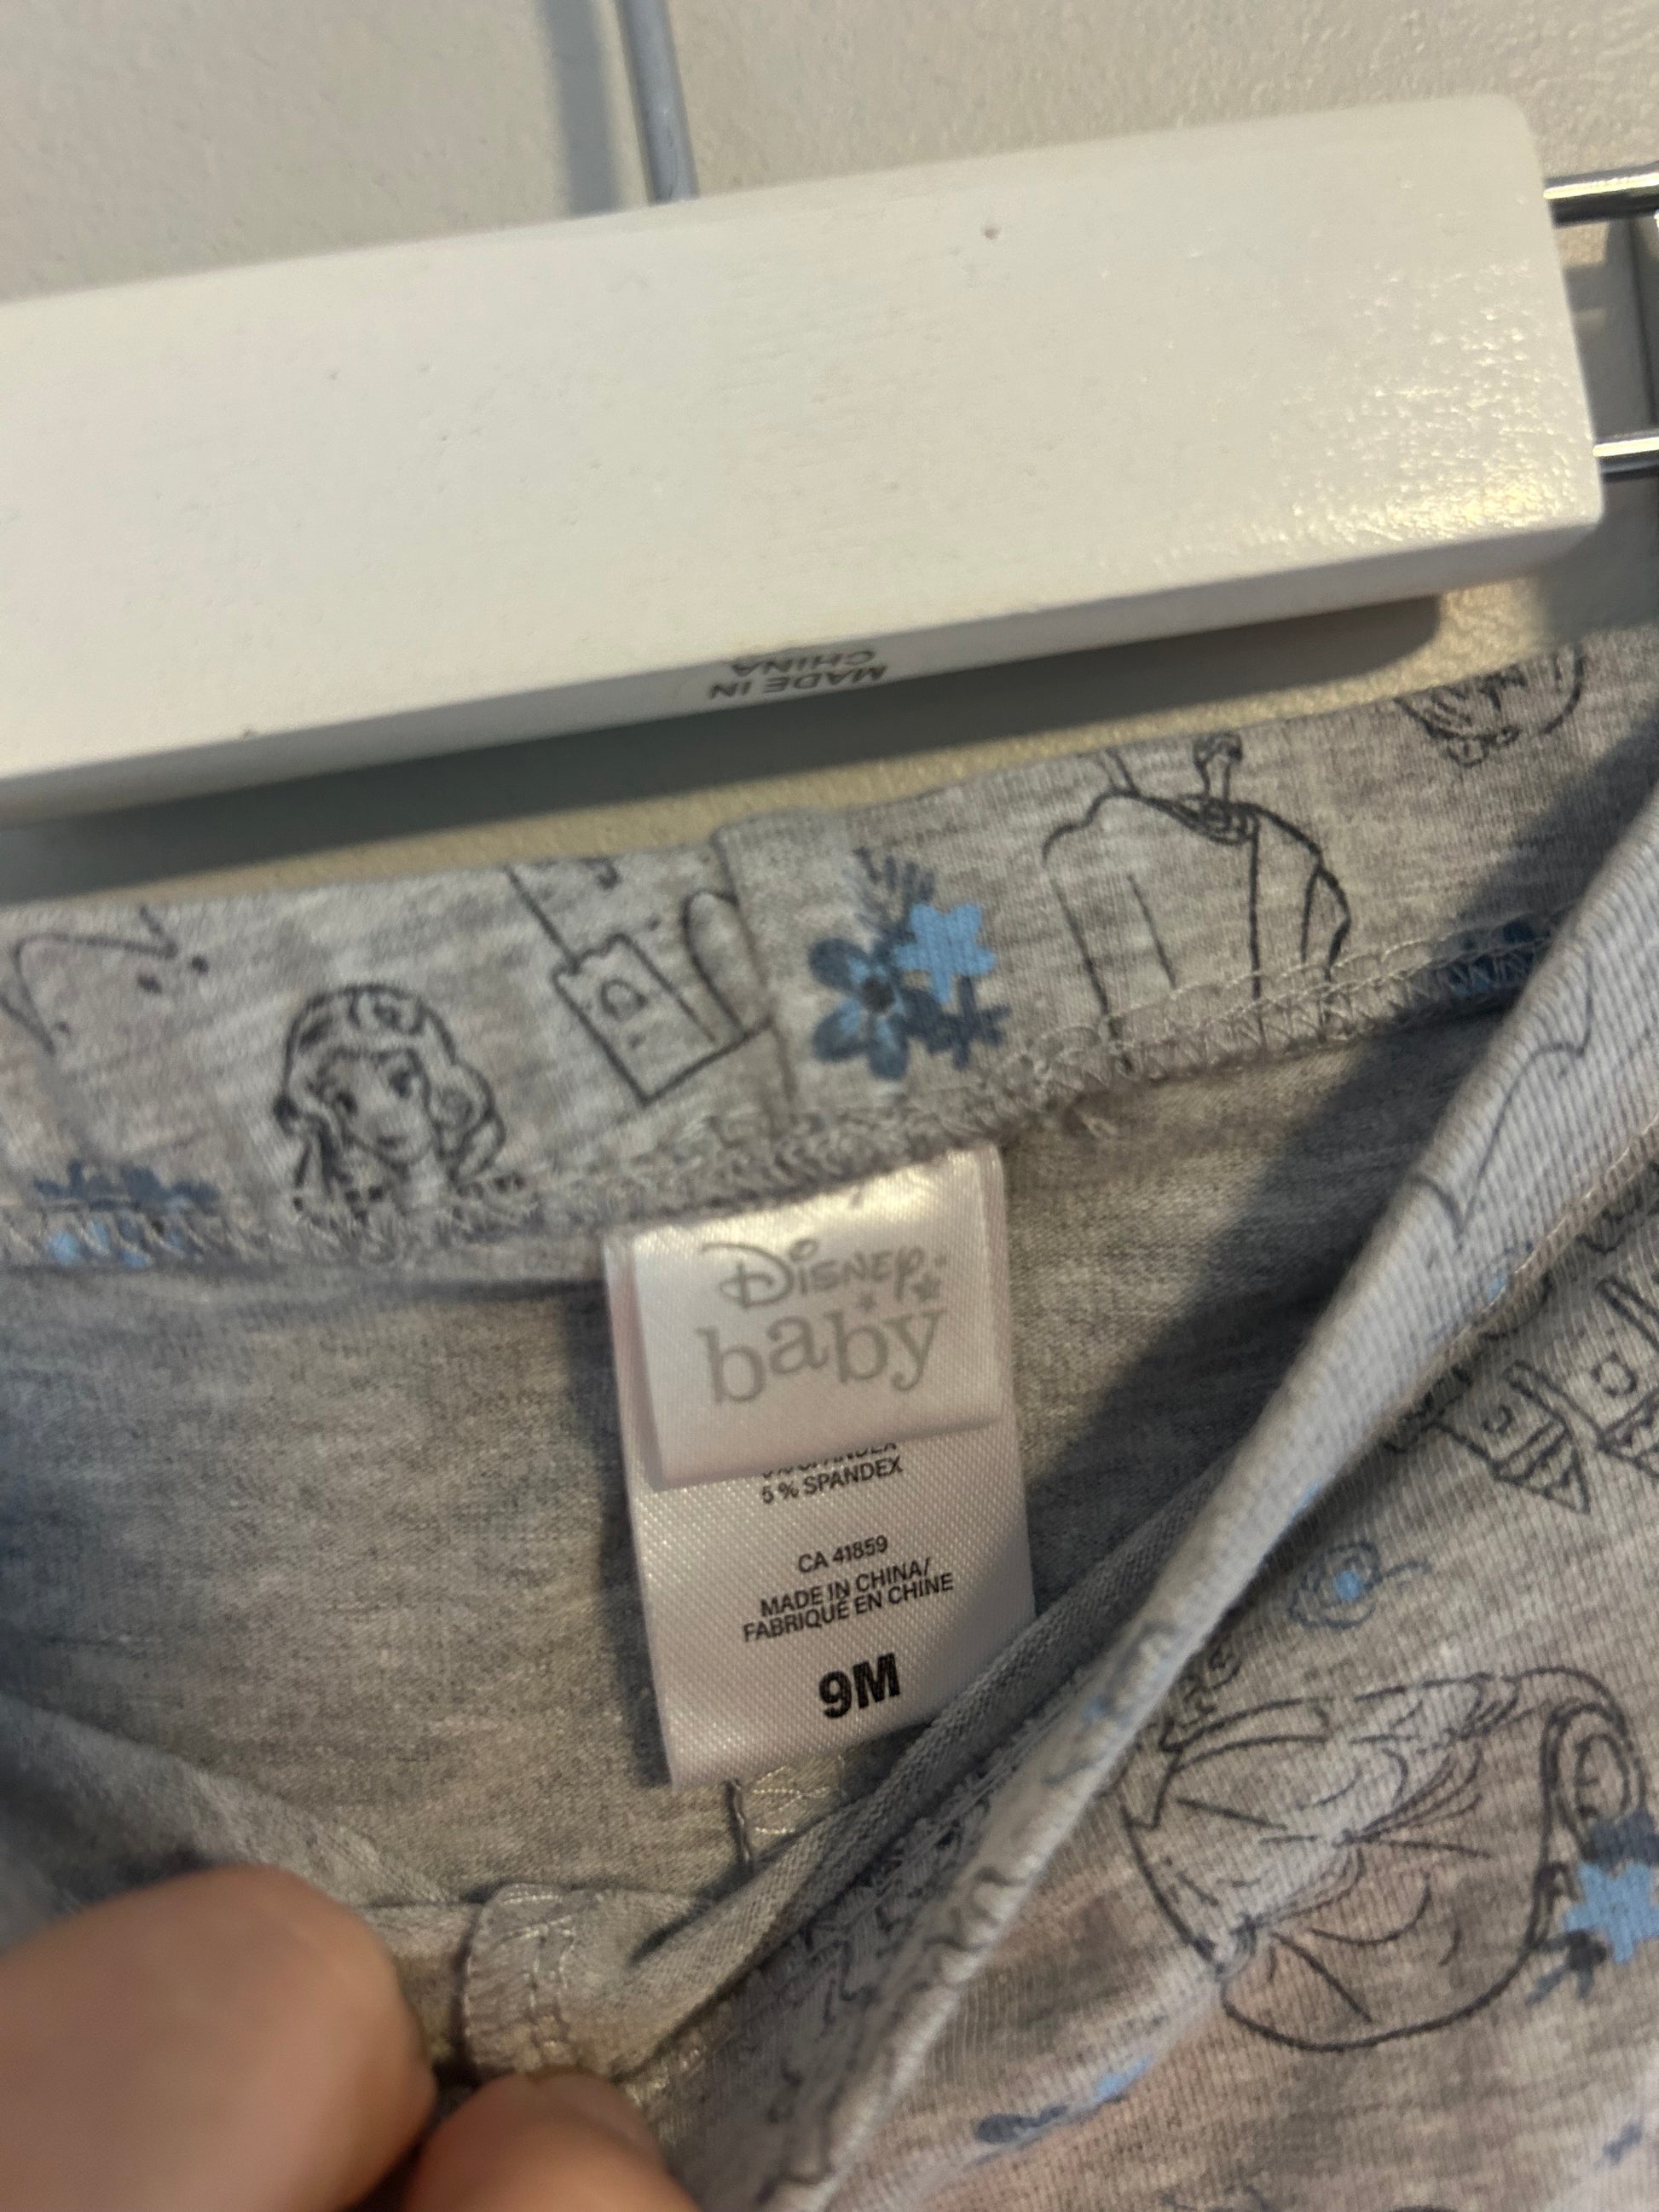 MADE IN
CHINA
Disney
baby
5 % SPANDEX
CA 41859
MADE IN CHINA/
FABRIQUÉ EN CHINE
9M